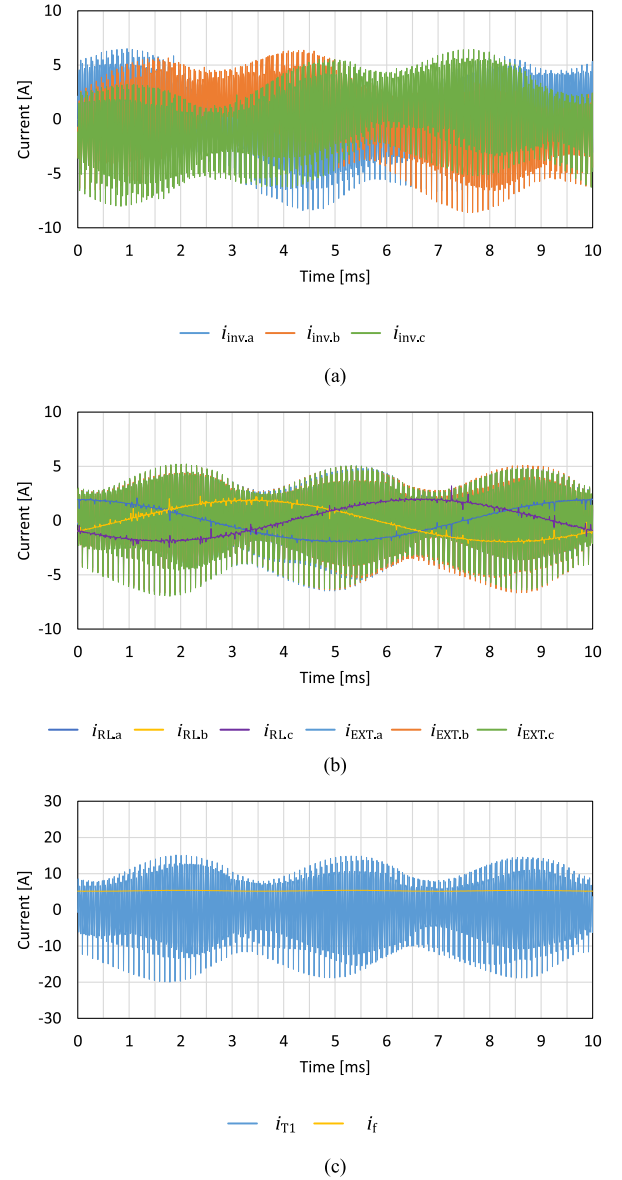 10
5
0
-5
-10
Current [A]
0 1 2 3 4 5 6 7 8 9 10
Time [ms]
iinv.a iinv.b iinv.c
(a)
10
5
0
-5
-10
Current [A]
0 1 2 3 4 5 6 7 8 9 10
Time [ms]
iRL.a iRL.b iRL.c iEXT.a iEXT.b iEXT.c
(b)
30
20
10
0
-10
-20
-30
Current [A]
0 1 2 3 4 5 6 7 8 9 10
Time [ms]
iT1 if
(c)